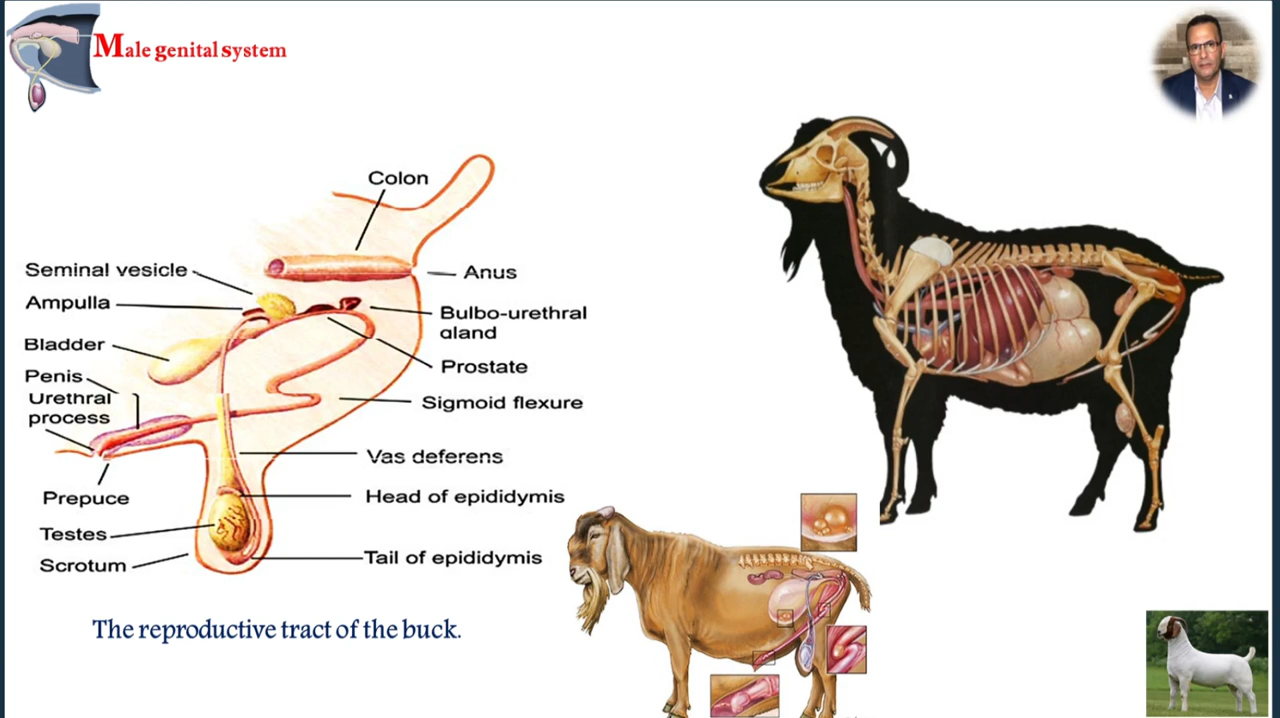 Male genital system
Colon
Seminal vesicle
Anus
Ampulla
Bulbo-urethral
gland
Bladder
Prostate
Penis
Urethral
process
Sigmoid flexure
Vas deferens
Prepuce
Head of epididymis
Testes
Scrotum
Tail of epididymis
The reproductive tract of the buck.